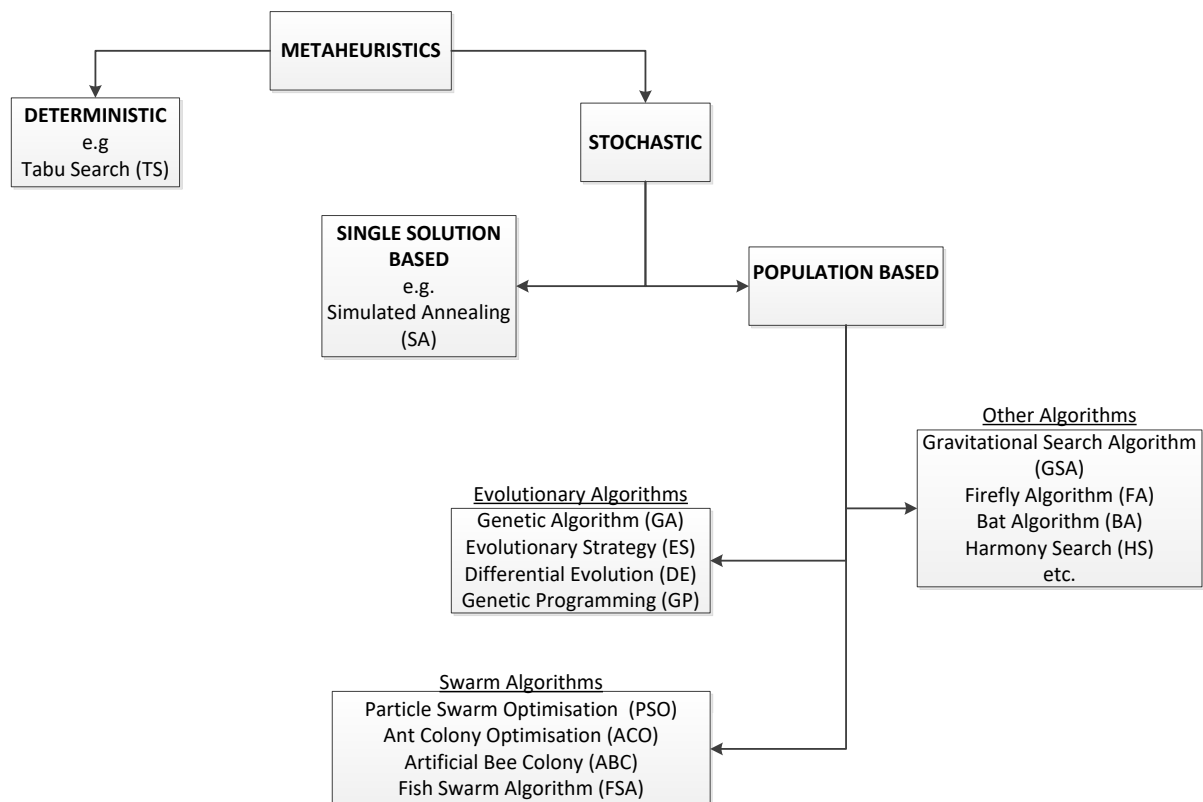 METAHEURISTICS
DETERMINISTIC
e.g
Tabu Search (TS)
STOCHASTIC
SINGLE SOLUTION
BASED
e.g.
Simulated Annealing
(SA)
POPULATION BASED
Other Algorithms
Gravitational Search Algorithm
(GSA)
Firefly Algorithm (FA)
Bat Algorithm (BA)
Harmony Search (HS)
etc.
Evolutionary Algorithms
Genetic Algorithm (GA)
Evolutionary Strategy (ES)
Differential Evolution (DE)
Genetic Programming (GP)
Swarm Algorithms
Particle Swarm Optimisation  (PSO)
Ant Colony Optimisation (ACO)
Artificial Bee Colony (ABC)
Fish Swarm Algorithm (FSA)